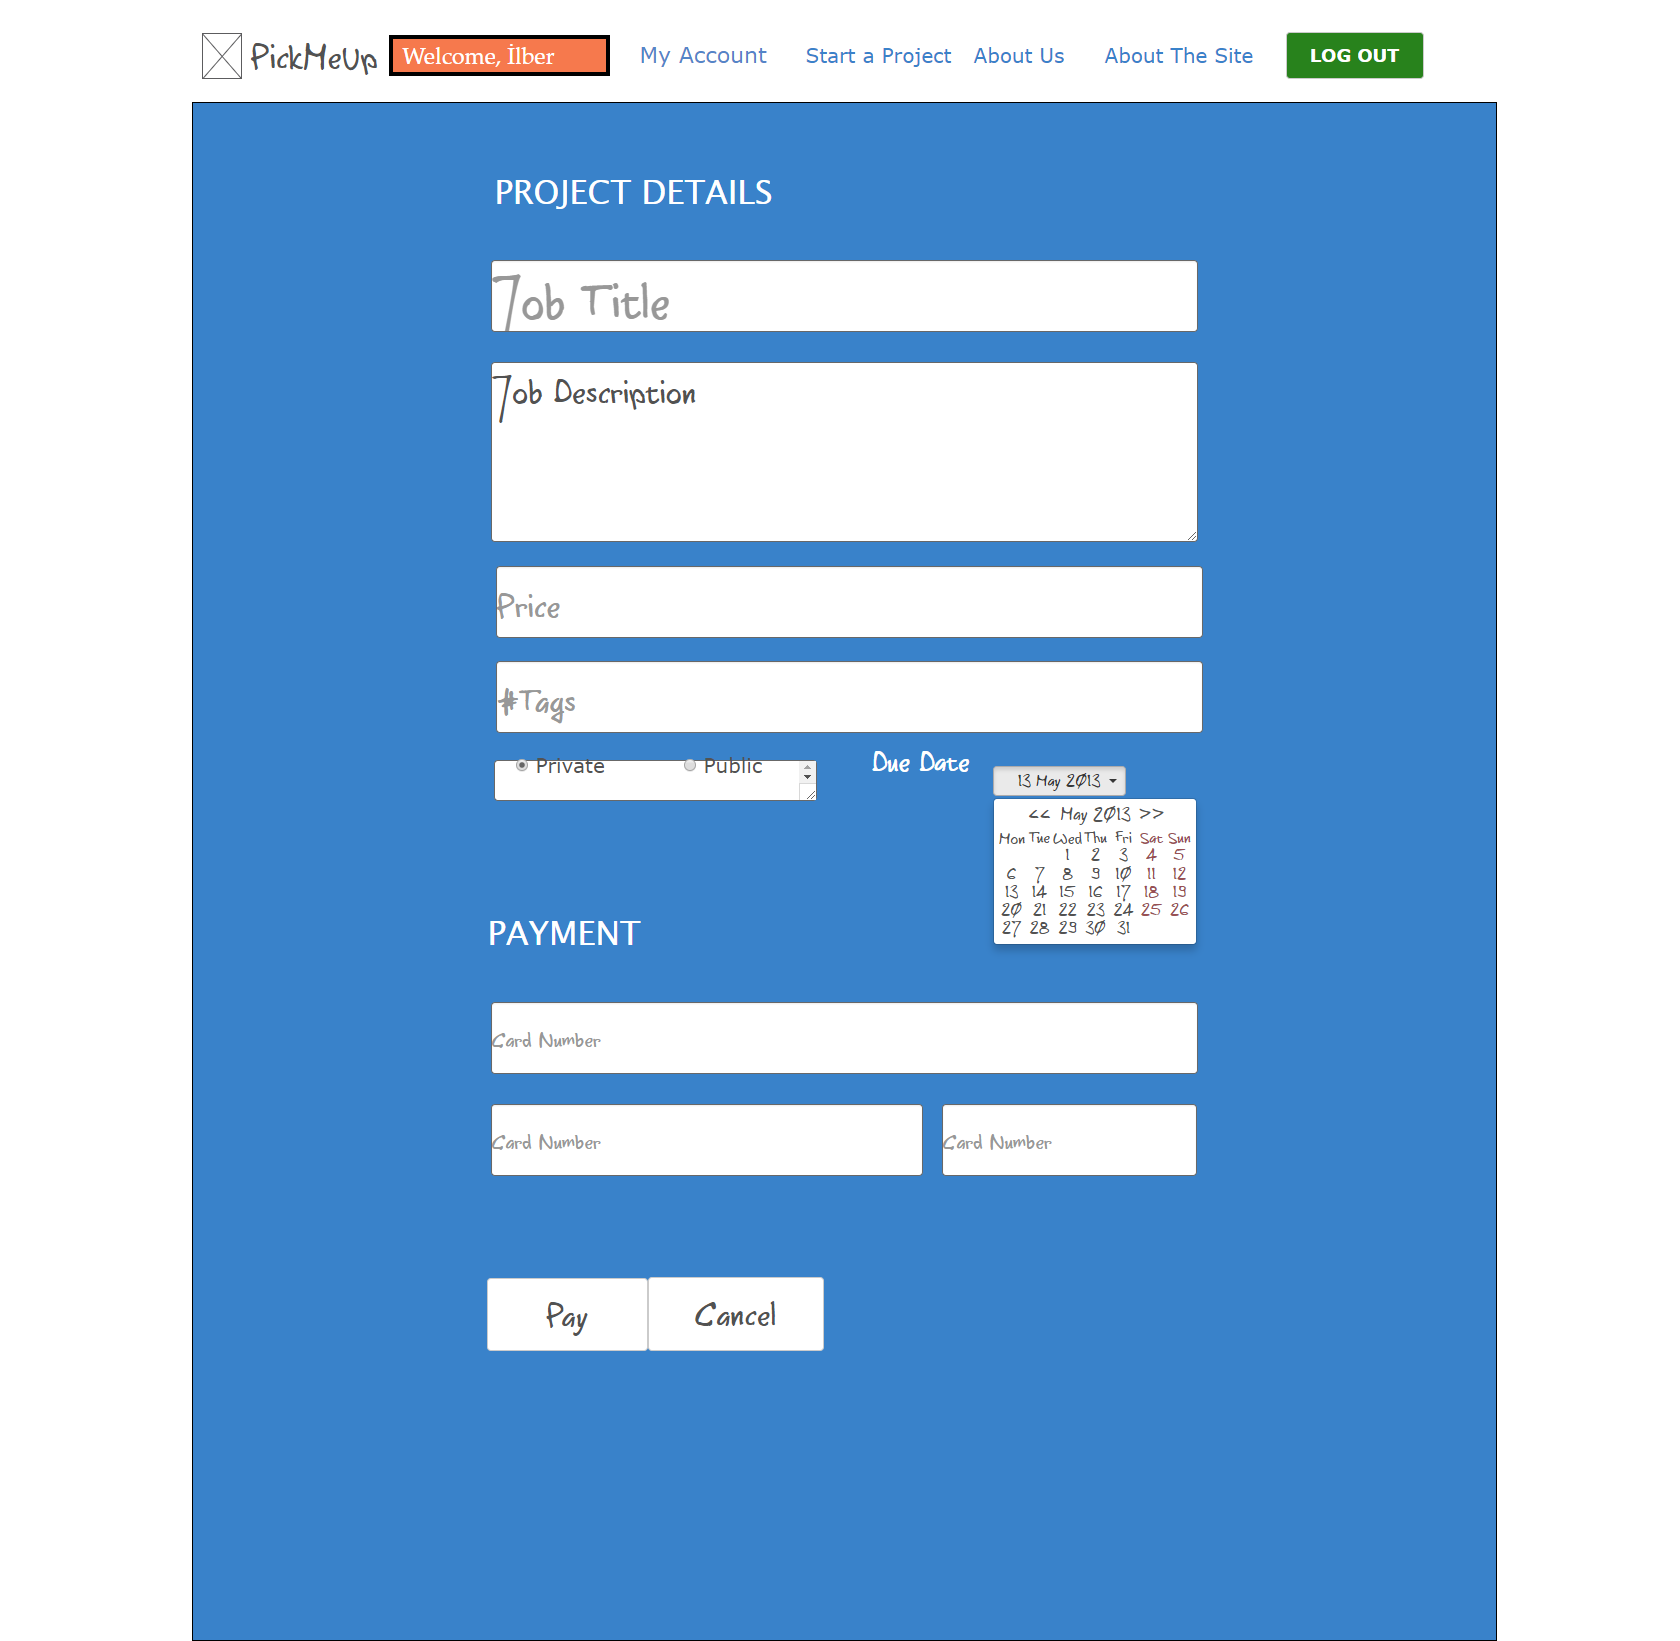 PickMeUp Welcome, İlber My Account Start a Project About Us About The Site LOG OUT
PROJECT DETAILS
Job Title
Job Description
Price
#Tags
Private Public Due Date
13 May 2013
<< May 2013 >>
Mon Tue Wed Thu Fri Sat Sun
1 2 3 4 5
6 7 8 9 10 11 12
13 14 15 16 17 18 19
20 21 22 23 24 25 26
27 28 29 30 31
PAYMENT
Card Number
Card Number Card Number
Pay Cancel